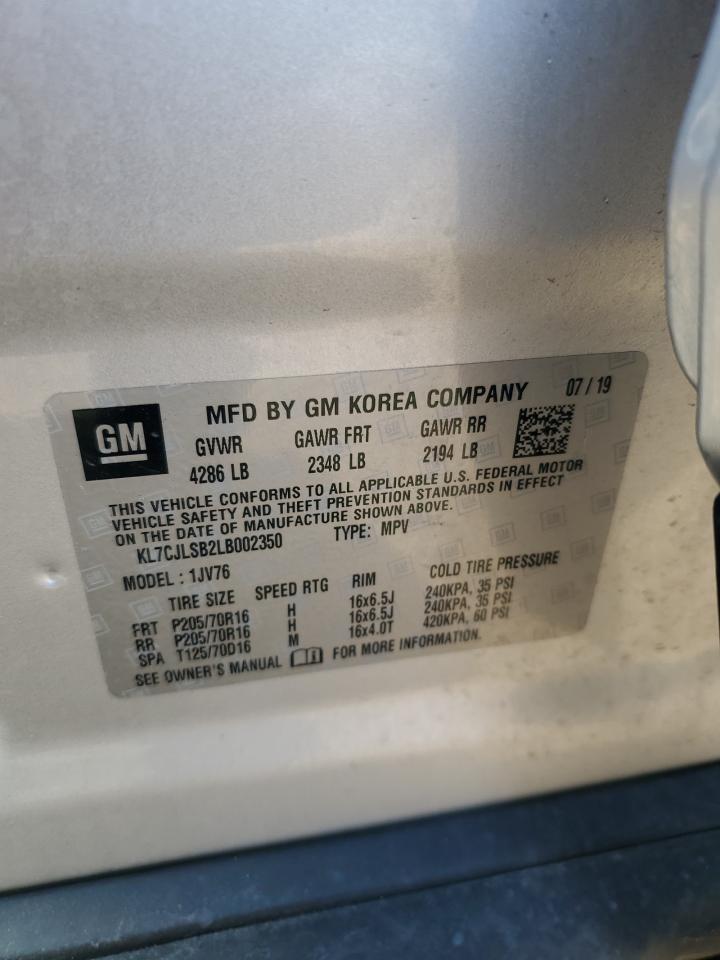 MFD BY GM KOREA COMPANY 07 / 19
GM
GVWR GAWR FRT GAWR RR
4286 LB 2348 LB 2194 LB
THIS VEHICLE CONFORMS TO ALL APPLICABLE U.S. FEDERAL MOTOR
VEHICLE SAFETY AND THEFT PREVENTION STANDARDS IN EFFECT
ON THE DATE OF MANUFACTURE SHOWN ABOVE.
KL7CJLSB2LB002350 TYPE: MPV
MODEL : 1JV76
TIRE SIZE SPEED RTG RIM COLD TIRE PRESSURE
FRT P205/70R16 H 16x6.5J 240KPA, 35 PSI
RR P205/70R16 H 16x6.5J 240KPA, 35 PSI
SPA T125/70D16 M 16x4.0T 420KPA, 60 PSI
SEE OWNER'S MANUAL FOR MORE INFORMATION.